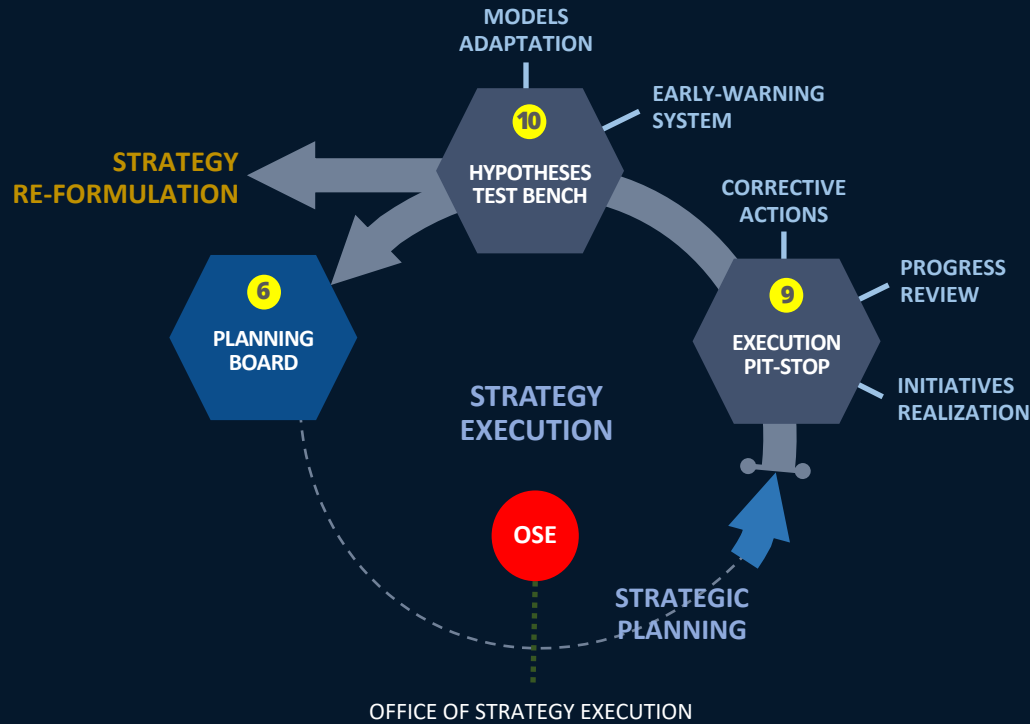 MODELS
ADAPTATION
EARLY-WARNING
SYSTEM
10
HYPOTHESES
TEST BENCH
STRATEGY
RE-FORMULATION
CORRECTIVE
ACTIONS
6
PLANNING
BOARD
9
EXECUTION
PIT-STOP
PROGRESS
REVIEW
INITIATIVES
REALIZATION
STRATEGY
EXECUTION
OSE
STRATEGIC
PLANNING
OFFICE OF STRATEGY EXECUTION